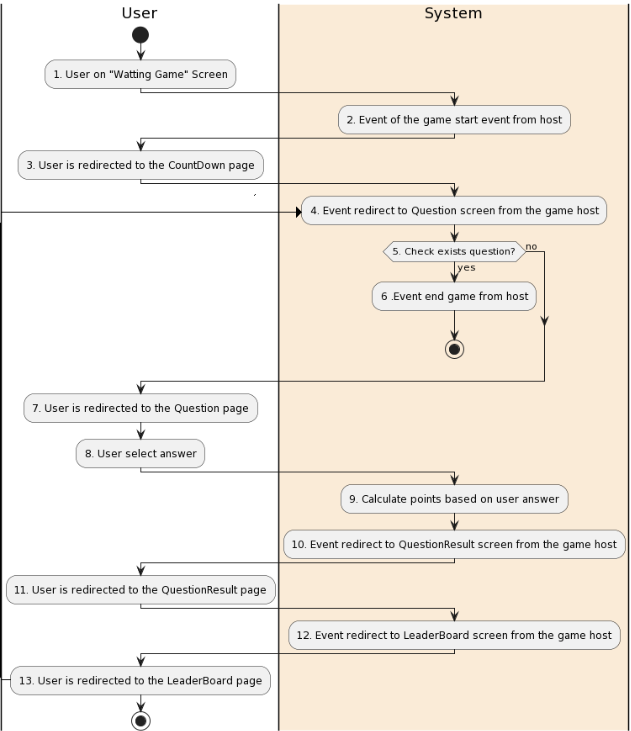 User
System
1. User on "Watting Game" Screen
2. Event of the game start event from host
3. User is redirected to the CountDown page
4. Event redirect to Question screen from the game host
5. Check exists question?
no
yes
6 .Event end game from host
7. User is redirected to the Question page
8. User select answer
9. Calculate points based on user answer
10. Event redirect to QuestionResult screen from the game host
11. User is redirected to the QuestionResult page
12. Event redirect to LeaderBoard screen from the game host
13. User is redirected to the LeaderBoard page